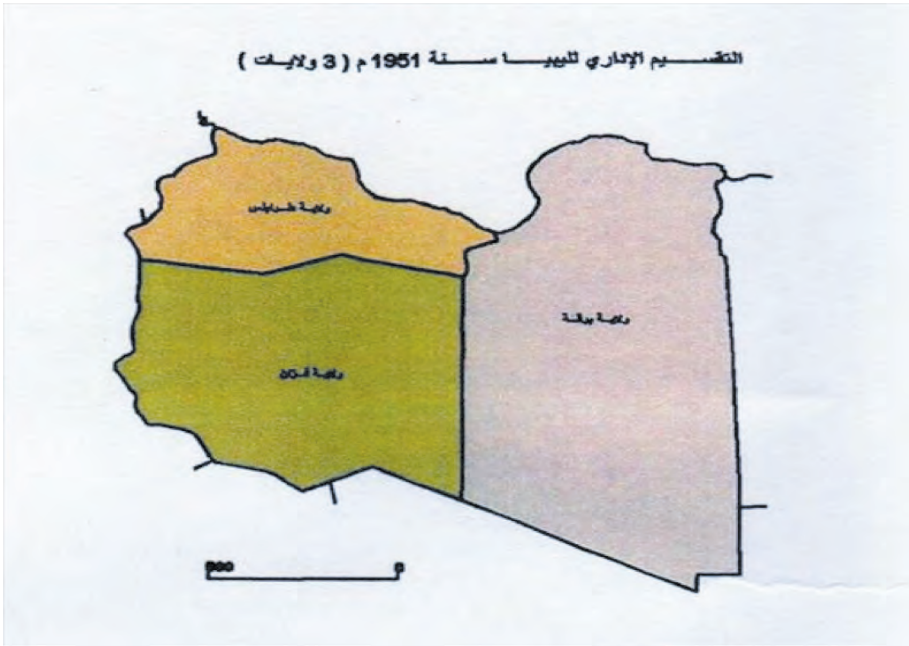 التقسيم الإداري لليبيا سنة 1951 م ( 3 ولايات )
ولاية طرابلس
ولاية برقة
ولاية فزان
0